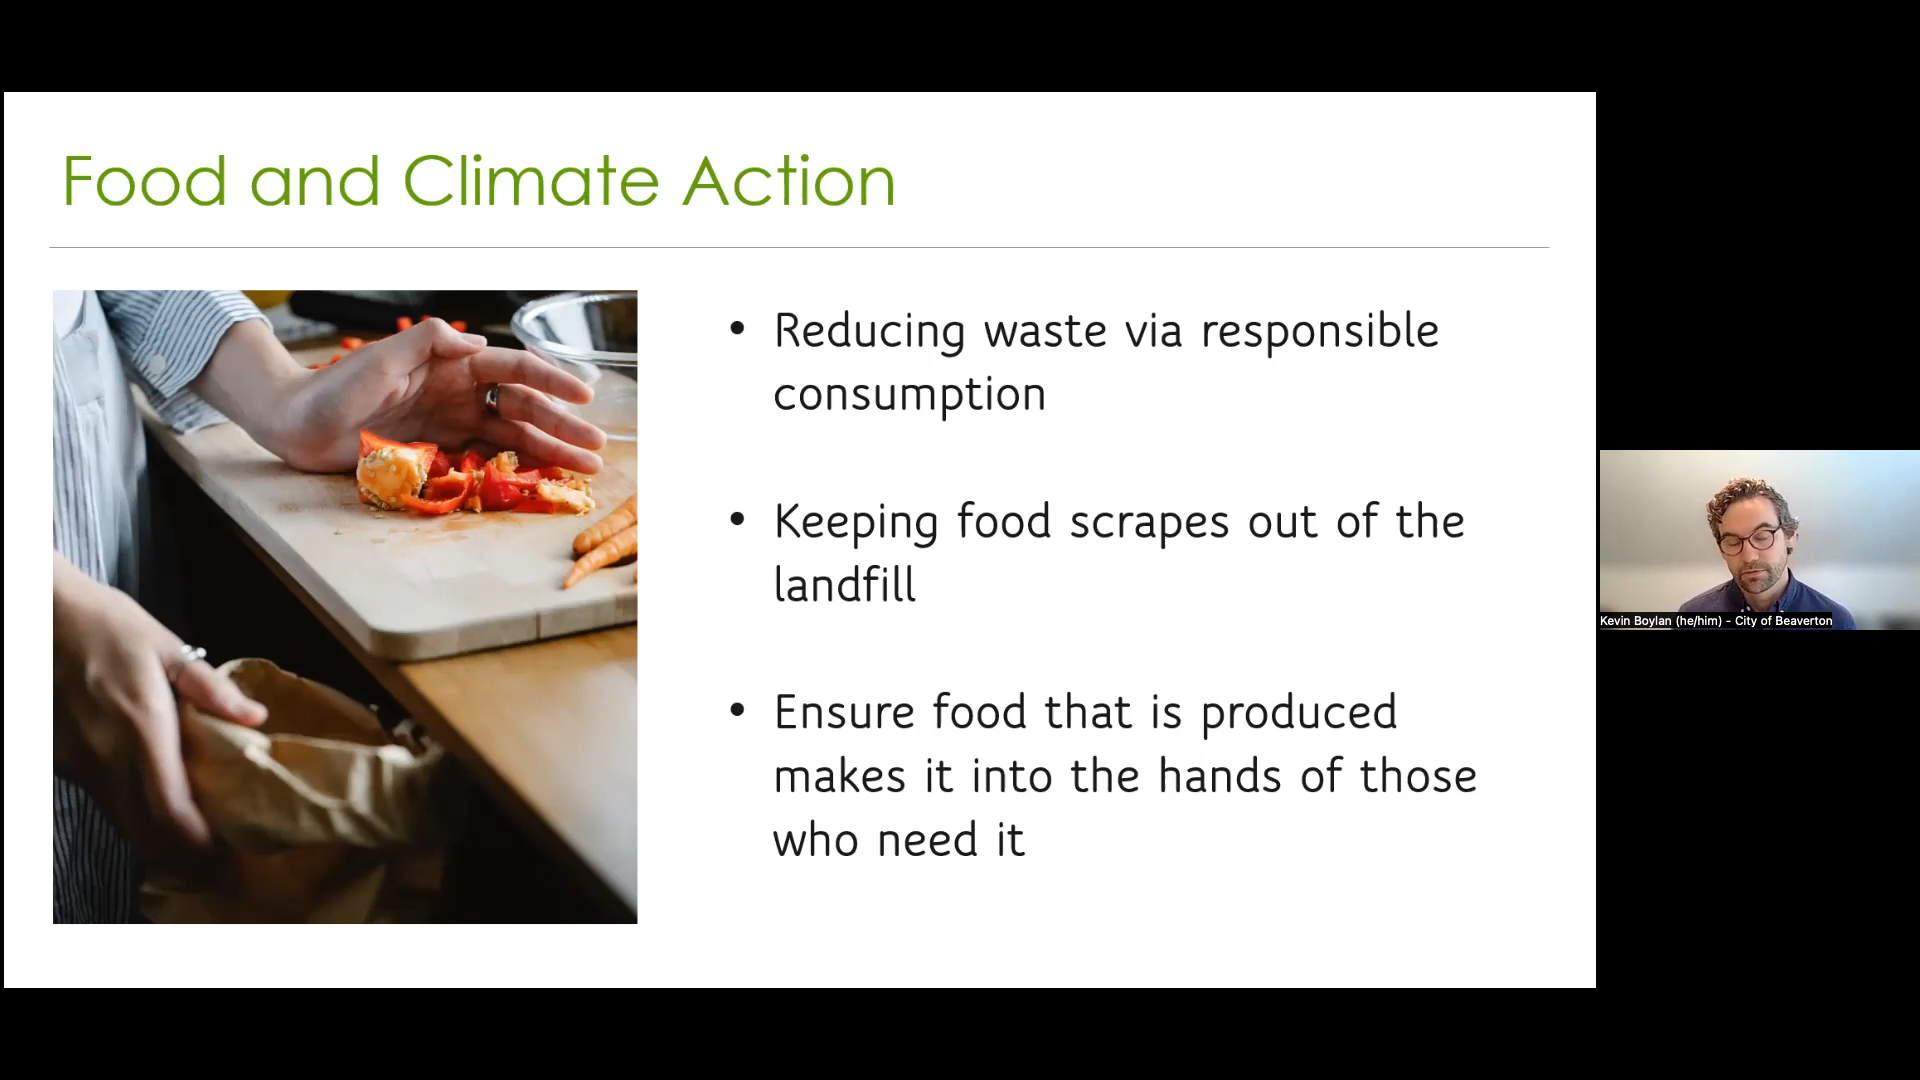 Food and Climate Action
• Reducing waste via responsible
consumption
• Keeping food scrapes out of the
landfill
• Ensure food that is produced
makes it into the hands of those
who need it
Kevin Boylan (he/him) - City of Beaverton